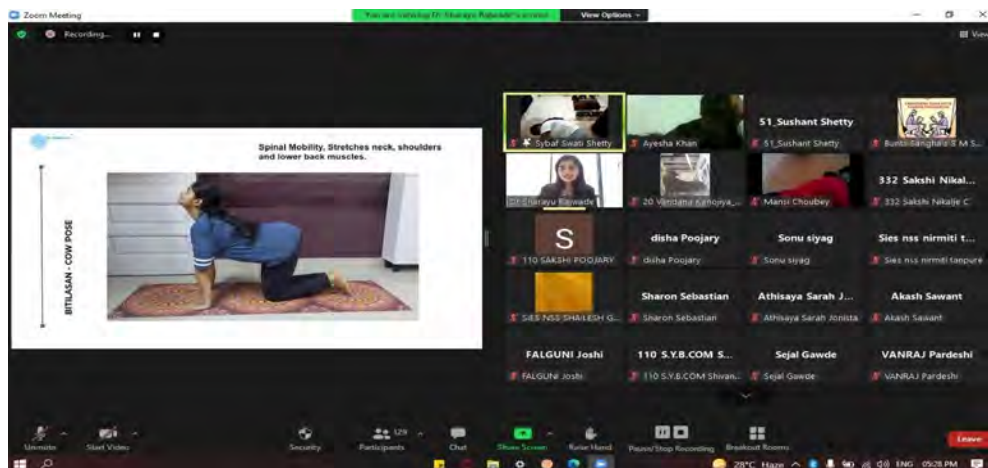 Zoom Meeting
You are viewing Dr Sharayu Rajwade's screen
View Options
Recording...
View
Spinal Mobility, Stretches neck, shoulders
and lower back muscles.
BITILASAN - COW POSE
Sybaf Swati Shetty
Ayesha Khan
51_Sushant Shetty
51_Sushant Shetty
Dr Sharayu Rajwade
20 Vandana Kanojiya_...
Mansi Choubey
332 Sakshi Nikal...
332 Sakshi Nikalje C
S
110 SAKSHI POOJARY
disha Poojary
disha Poojary
Sonu siyag
Sonu siyag
Sies nss nirmiti t...
Sies nss nirmiti tanpure
SIES NSS SHAILESH G...
Sharon Sebastian
Sharon Sebastian
Athisaya Sarah J...
Athisaya Sarah Jonista
Akash Sawant
Akash Sawant
FALGUNI Joshi
FALGUNI Joshi
110 S.Y.B.COM S...
110 S.Y.B.COM Shivan...
Sejal Gawde
Sejal Gawde
VANRAJ Pardeshi
VANRAJ Pardeshi
Unmute
Start Video
Security
Participants
129
Chat
Share Screen
Raise Hand
Pause/Stop Recording
Breakout Rooms
Leave
28°C Haze
ENG
05:28 PM